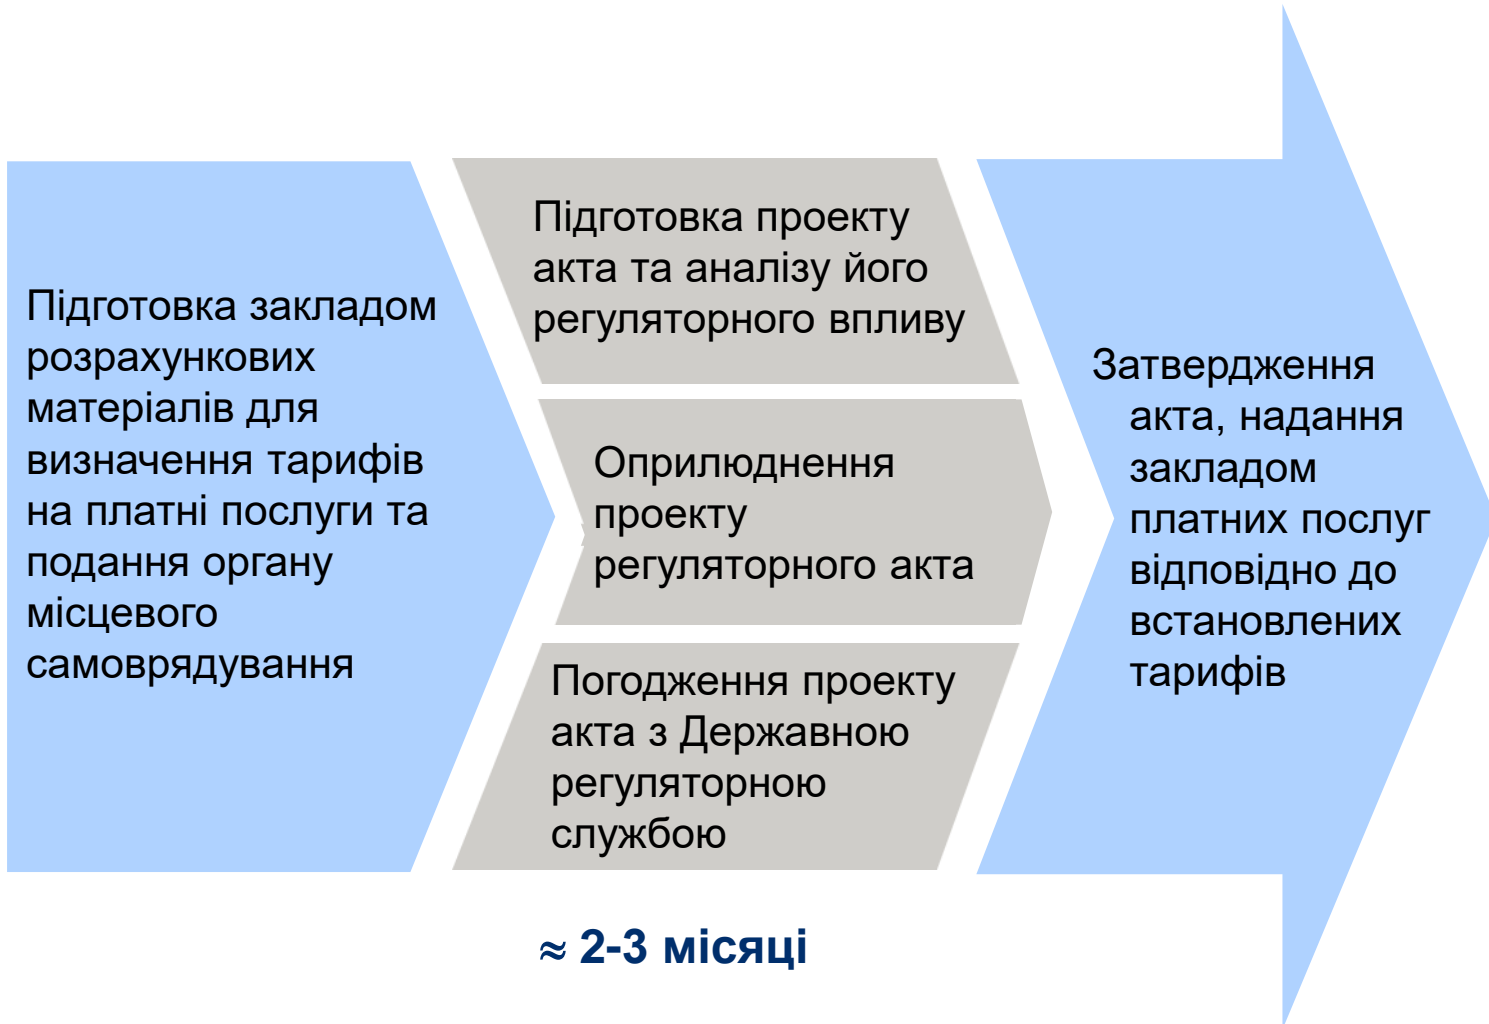 Підготовка закладом
розрахункових
матеріалів для
визначення тарифів
на платні послуги та
подання органу
місцевого
самоврядування
Підготовка проекту
акта та аналізу його
регуляторного впливу
Оприлюднення
проекту
регуляторного акта
Погодження проекту
акта з Державною
регуляторною
службою
Затвердження
акта, надання
закладом
платних послуг
відповідно до
встановлених
тарифів
≈ 2-3 місяці